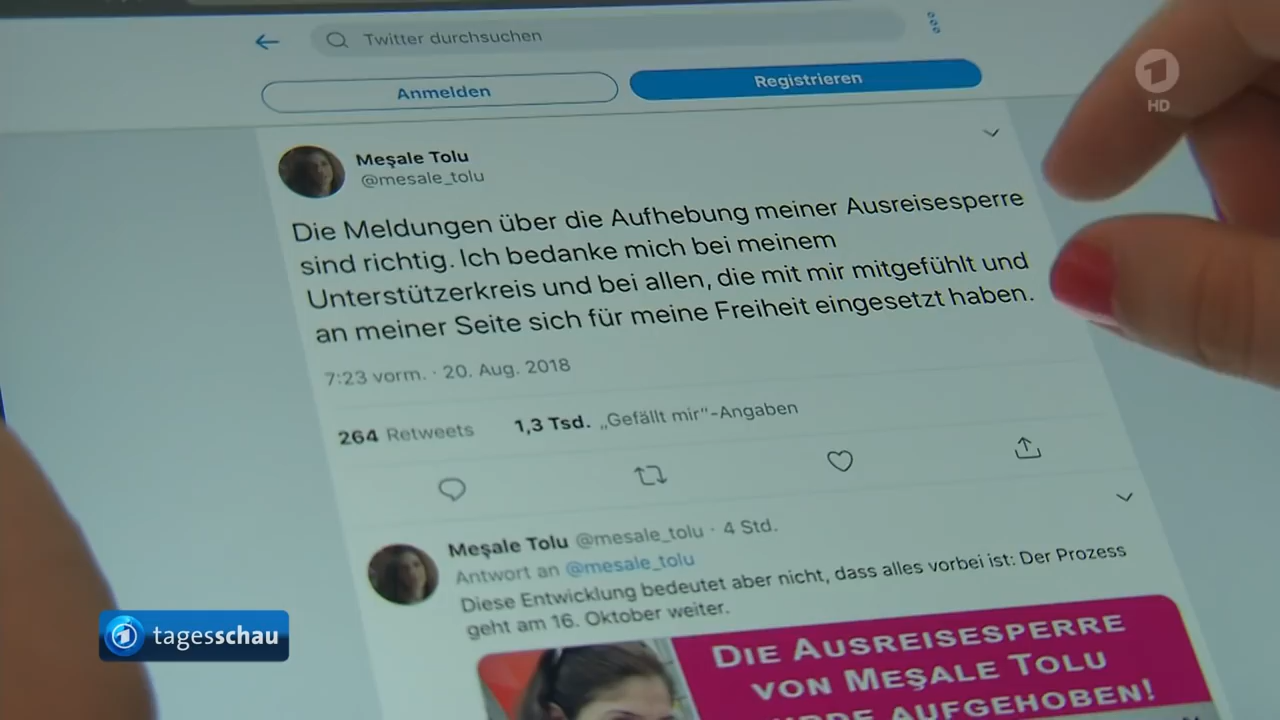 Twitter durchsuchen
Anmelden
Registrieren
1
HD
Meşale Tolu
@mesale_tolu
Die Meldungen über die Aufhebung meiner Ausreisesperre
sind richtig. Ich bedanke mich bei meinem
Unterstützerkreis und bei allen, die mit mir mitgefühlt und
an meiner Seite sich für meine Freiheit eingesetzt haben.
7:23 vorm. · 20. Aug. 2018
264 Retweets 1,3 Tsd. „Gefällt mir“-Angaben
Meşale Tolu @mesale_tolu · 4 Std.
Antwort an @mesale_tolu
Diese Entwicklung bedeutet aber nicht, dass alles vorbei ist: Der Prozess
geht am 16. Oktober weiter.
DIE AUSREISESPERRE
VON MEŞALE TOLU
AUFGEHOBEN!
1 tagesschau